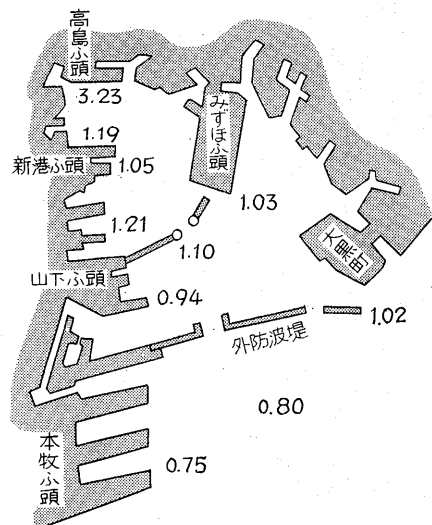 高島ふ頭
3.23
みずほふ頭
1.19
新港ふ頭
1.05
1.03
1.21
1.10
大黒町
山下ふ頭
0.94
1.02
外防波堤
0.80
本牧ふ頭
0.75